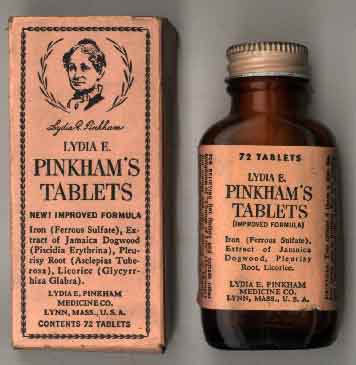 Lydia E. Pinkham
LYDIA E.
PINKHAM'S
TABLETS
NEW! IMPROVED FORMULA
Iron (Ferrous Sulfate), Ex-
tract of Jamaica Dogwood
(Piscidia Erythrina), Pleu-
risy Root (Asclepias Tube-
rosa), Licorice (Glycyrr-
hiza Glabra).
LYDIA E. PINKHAM
MEDICINE CO.
LYNN, MASS., U. S. A.
CONTENTS 72 TABLETS
72 TABLETS
LYDIA E.
PINKHAM'S
TABLETS
(IMPROVED FORMULA)
Iron (Ferrous Sulfate),
Extract of Jamaica
Dogwood, Pleurisy
Root, Licorice.
LYDIA E. PINKHAM
MEDICINE CO.
LYNN, MASS., U. S. A.